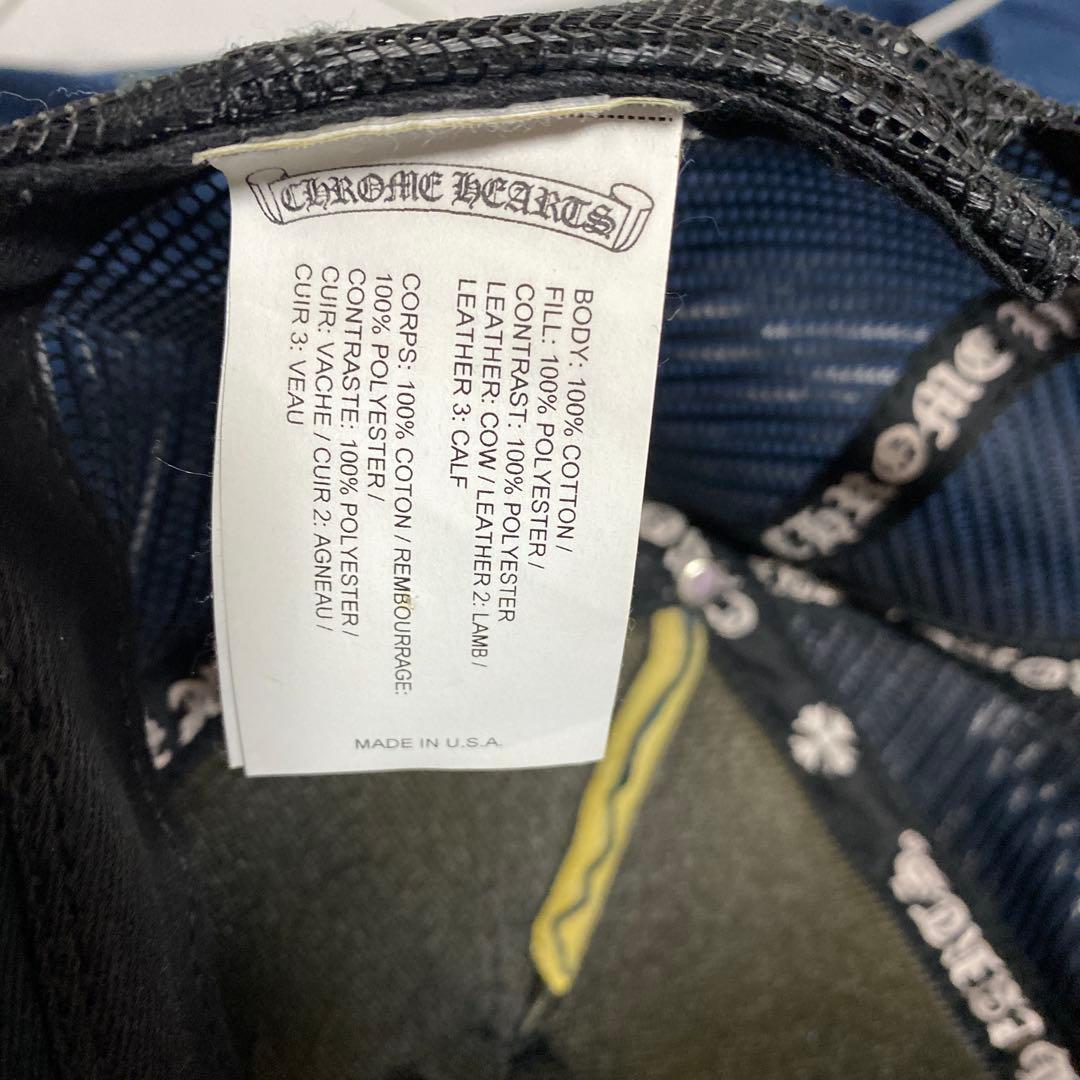 CHROME HEARTS
BODY: 100% COTTON /
FILL: 100% POLYESTER /
CONTRAST: 100% POLYESTER
LEATHER: COW / LEATHER 2: LAMB /
LEATHER 3: CALF
CORPS: 100% COTON / REMBOURRAGE:
100% POLYESTER /
CONTRASTE: 100% POLYESTER /
CUIR: VACHE / CUIR 2: AGNEAU /
CUIR 3: VEAU
MADE IN U.S.A.